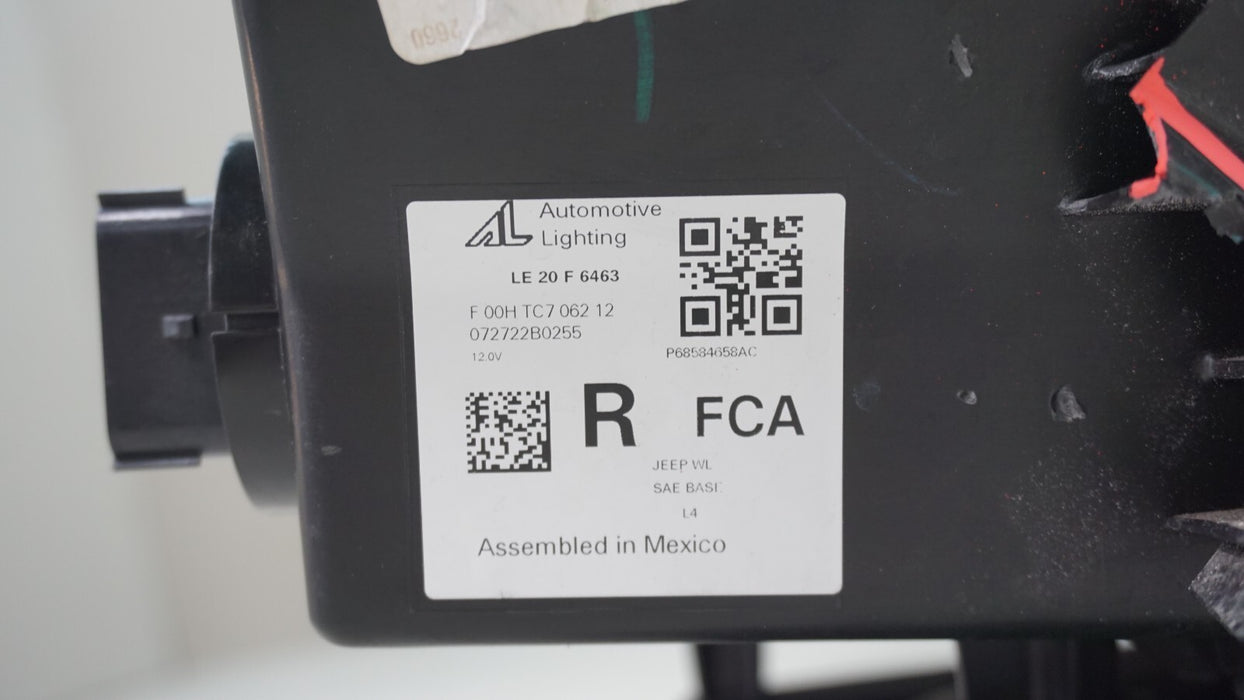 2660
Automotive
Lighting
LE 20 F 6463
F 00H TC7 062 12
072722B0255
12.0V
P68584658AC
R
FCA
JEEP WL
SAE BASE
L4
Assembled in Mexico